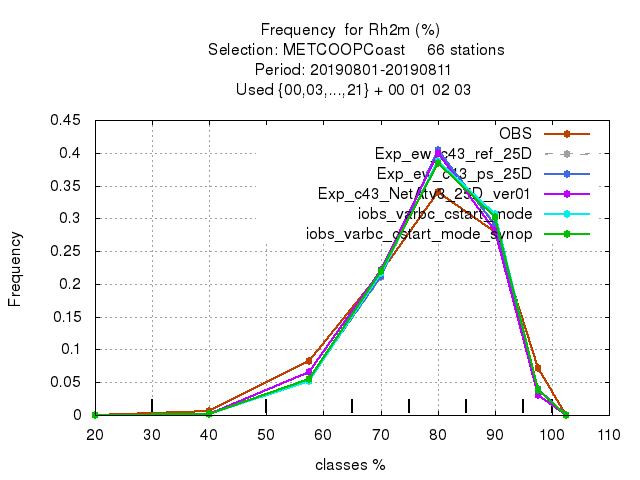 Frequency for Rh2m (%)
Selection: METCOOPCoast 66 stations
Period: 20190801-20190811
Used {00,03,...,21} + 00 01 02 03
0.45
0.4
0.35
0.3
0.25
0.2
0.15
0.1
0.05
0
Frequency
OBS
Exp_ew_c43_ref_25D
Exp_ew_c43_ps_25D
Exp_c43_NetAtv3_25D_ver01
iobs_varbc_cstart_mode
iobs_varbc_cstart_mode_synop
20 30 40 50 60 70 80 90 100 110
classes %